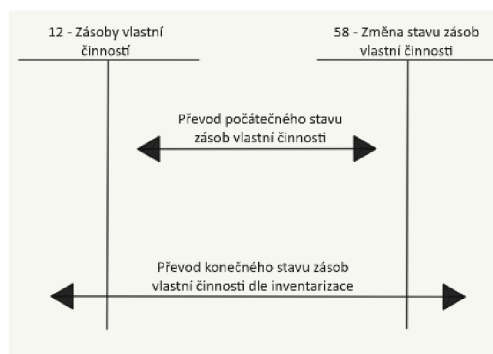 12 - Zásoby vlastní
činností
58 - Změna stavu zásob
vlastní činnosti
Převod počátečného stavu
zásob vlastní činnosti
Převod konečného stavu zásob
vlastní činnosti dle inventarizace